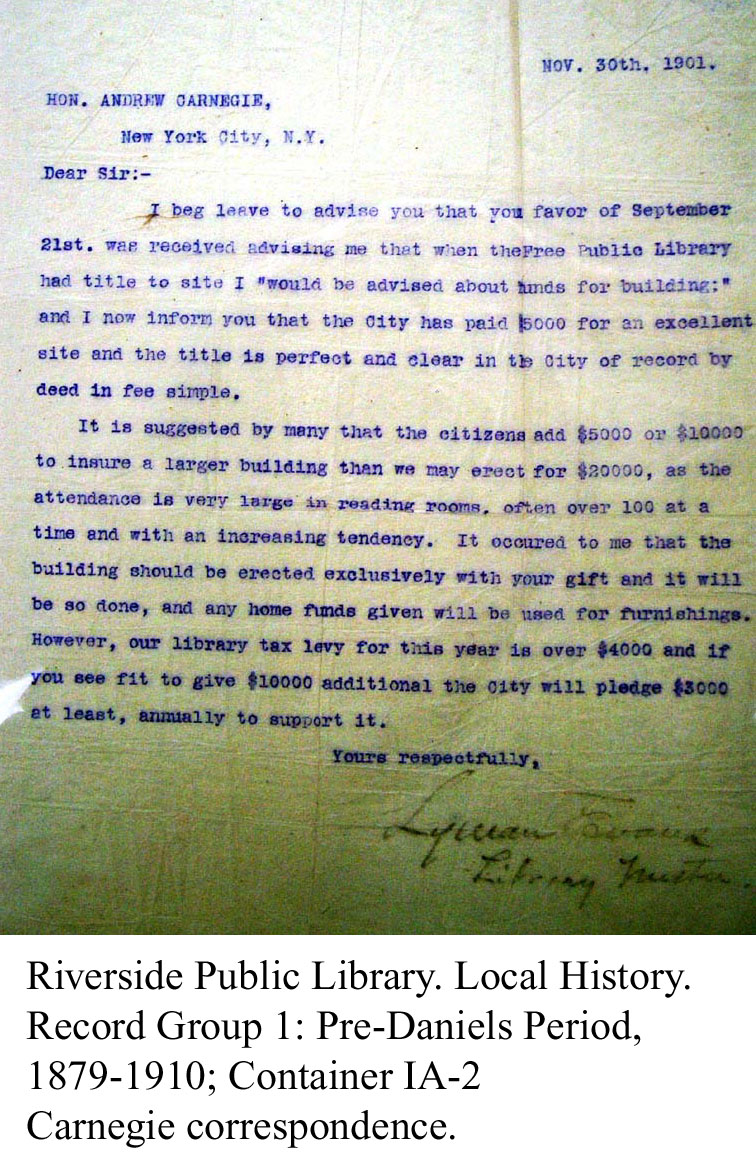 NOV. 30th. 1901.
HON. ANDREW CARNEGIE,
New York City, N.Y.
Dear Sir:-
I beg leave to advise you that you favor of September
21st. was received advising me that when theFree Public Library
had title to site I "would be advised about funds for building;"
and I now inform you that the City has paid $5000 for an excellent
site and the title is perfect and clear in the City of record by
deed in fee simple.
It is suggested by many that the citizens add $5000 or $10000
to insure a larger building than we may erect for $20000, as the
attendance is very large in reading rooms. often over 100 at a
time and with an increasing tendency. It occured to me that the
building should be erected exclusively with your gift and it will
be so done, and any home funds given will be used for furnishings.
However, our library tax levy for this year is over $4000 and if
you see fit to give $10000 additional the City will pledge $3000
at least, annually to support it.
Yours respectfully,
Lyman Evans
Library Trustee.
Riverside Public Library. Local History.
Record Group 1: Pre-Daniels Period,
1879-1910; Container IA-2
Carnegie correspondence.